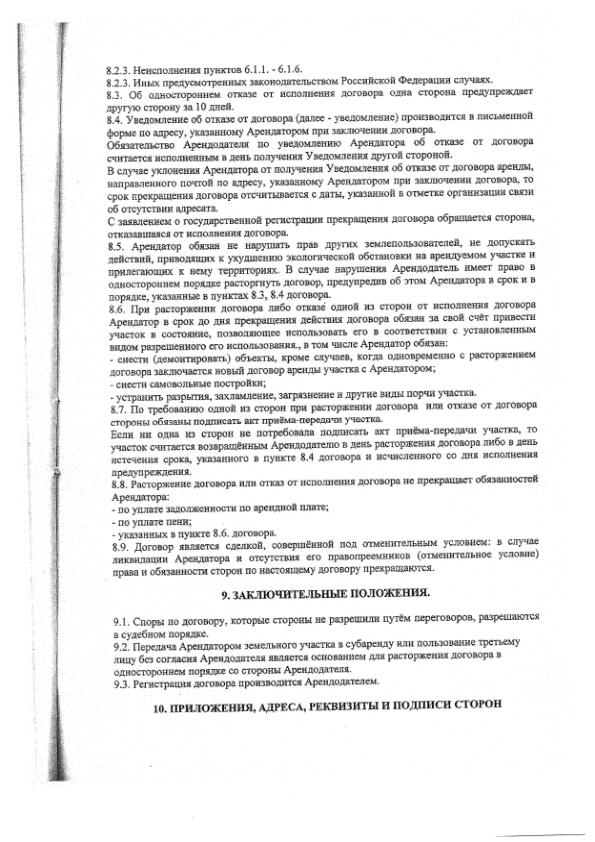 8.2.3. Неисполнения пунктов 6.1.1. - 6.1.6.
8.2.3. Иных предусмотренных законодательством Российской Федерации случаях.
8.3. Об одностороннем отказе от исполнения договора одна сторона предупреждает
другую сторону за 10 дней.
8.4. Уведомление об отказе от договора (далее - уведомление) производится в письменной
форме по адресу, указанному Арендатором при заключении договора.
Обязательство Арендодателя по уведомлению Арендатора об отказе от договора
считается исполненным в день получения Уведомления другой стороной.
В случае уклонения Арендатора от получения Уведомления об отказе от договора аренды,
направленного почтой по адресу, указанному Арендатором при заключении договора, то
срок прекращения договора отсчитывается с даты, указанной в отметке организации связи
об отсутствии адресата.
С заявлением о государственной регистрации прекращения договора обращается сторона,
отказавшаяся от исполнения договора.
8.5. Арендатор обязан не нарушать прав других землепользователей, не допускать
действий, приводящих к ухудшению экологической обстановки на арендуемом участке и
прилегающих к нему территориях. В случае нарушения Арендодатель имеет право в
одностороннем порядке расторгнуть договор, предупредив об этом Арендатора в срок и в
порядке, указанные в пунктах 8.3, 8.4 договора.
8.6. При расторжении договора либо отказе одной из сторон от исполнения договора
Арендатор в срок до дня прекращения действия договора обязан за свой счёт привести
участок в состояние, позволяющее использовать его в соответствии с установленным
видом разрешенного его использования., в том числе Арендатор обязан:
- снести (демонтировать) объекты, кроме случаев, когда одновременно с расторжением
договора заключается новый договор аренды участка с Арендатором;
- снести самовольные постройки;
- устранить разрытия, захламление, загрязнение и другие виды порчи участка.
8.7. По требованию одной из сторон при расторжении договора или отказе от договора
стороны обязаны подписать акт приёма-передачи участка.
Если ни одна из сторон не потребовала подписать акт приёма-передачи участка, то
участок считается возвращённым Арендодателю в день расторжения договора либо в день
истечения срока, указанного в пункте 8.4 договора и исчисленного со дня исполнения
предупреждения.
8.8. Расторжение договора или отказ от исполнения договора не прекращает обязанностей
Арендатора:
- по уплате задолженности по арендной плате;
- по уплате пени;
- указанных в пункте 8.6. договора.
8.9. Договор является сделкой, совершённой под отменительным условием: в случае
ликвидации Арендатора и отсутствия его правопреемников (отменительное условие)
права и обязанности сторон по настоящему договору прекращаются.
9. ЗАКЛЮЧИТЕЛЬНЫЕ ПОЛОЖЕНИЯ.
9.1. Споры по договору, которые стороны не разрешили путём переговоров, разрешаются
в судебном порядке.
9.2. Передача Арендатором земельного участка в субаренду или пользование третьему
лицу без согласия Арендодателя является основанием для расторжения договора в
одностороннем порядке со стороны Арендодателя.
9.3. Регистрация договора производится Арендодателем.
10. ПРИЛОЖЕНИЯ, АДРЕСА, РЕКВИЗИТЫ И ПОДПИСИ СТОРОН